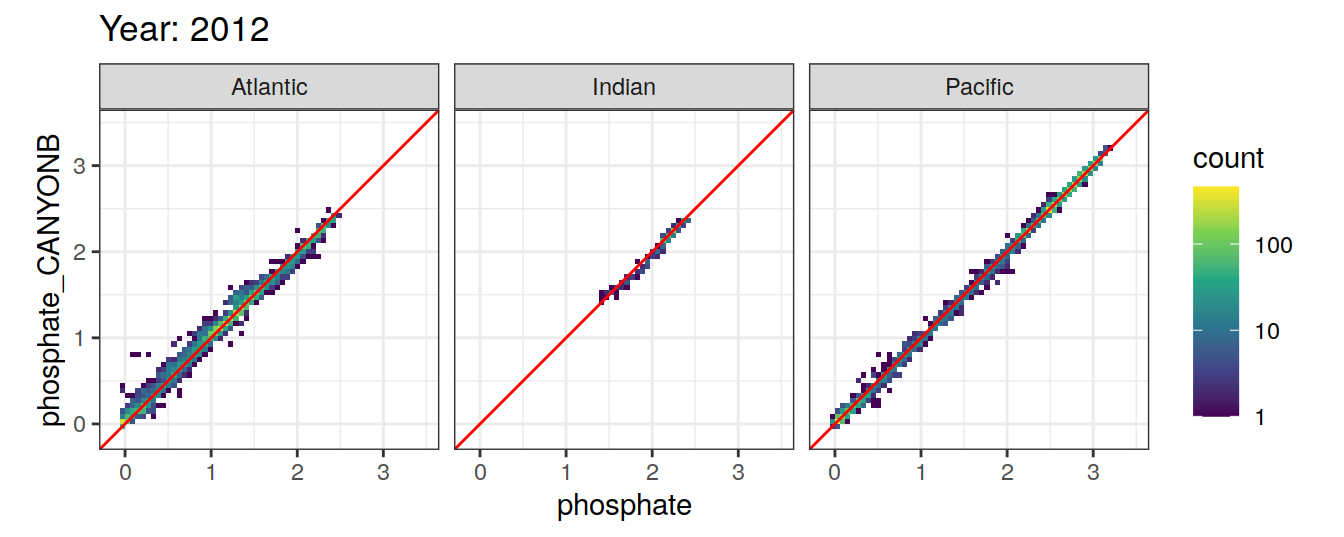 Year: 2012
Atlantic
Indian
Pacific
phosphate_CANYONB
3
2
1
0
0 1 2 3
0 1 2 3
0 1 2 3
phosphate
count
100
10
1